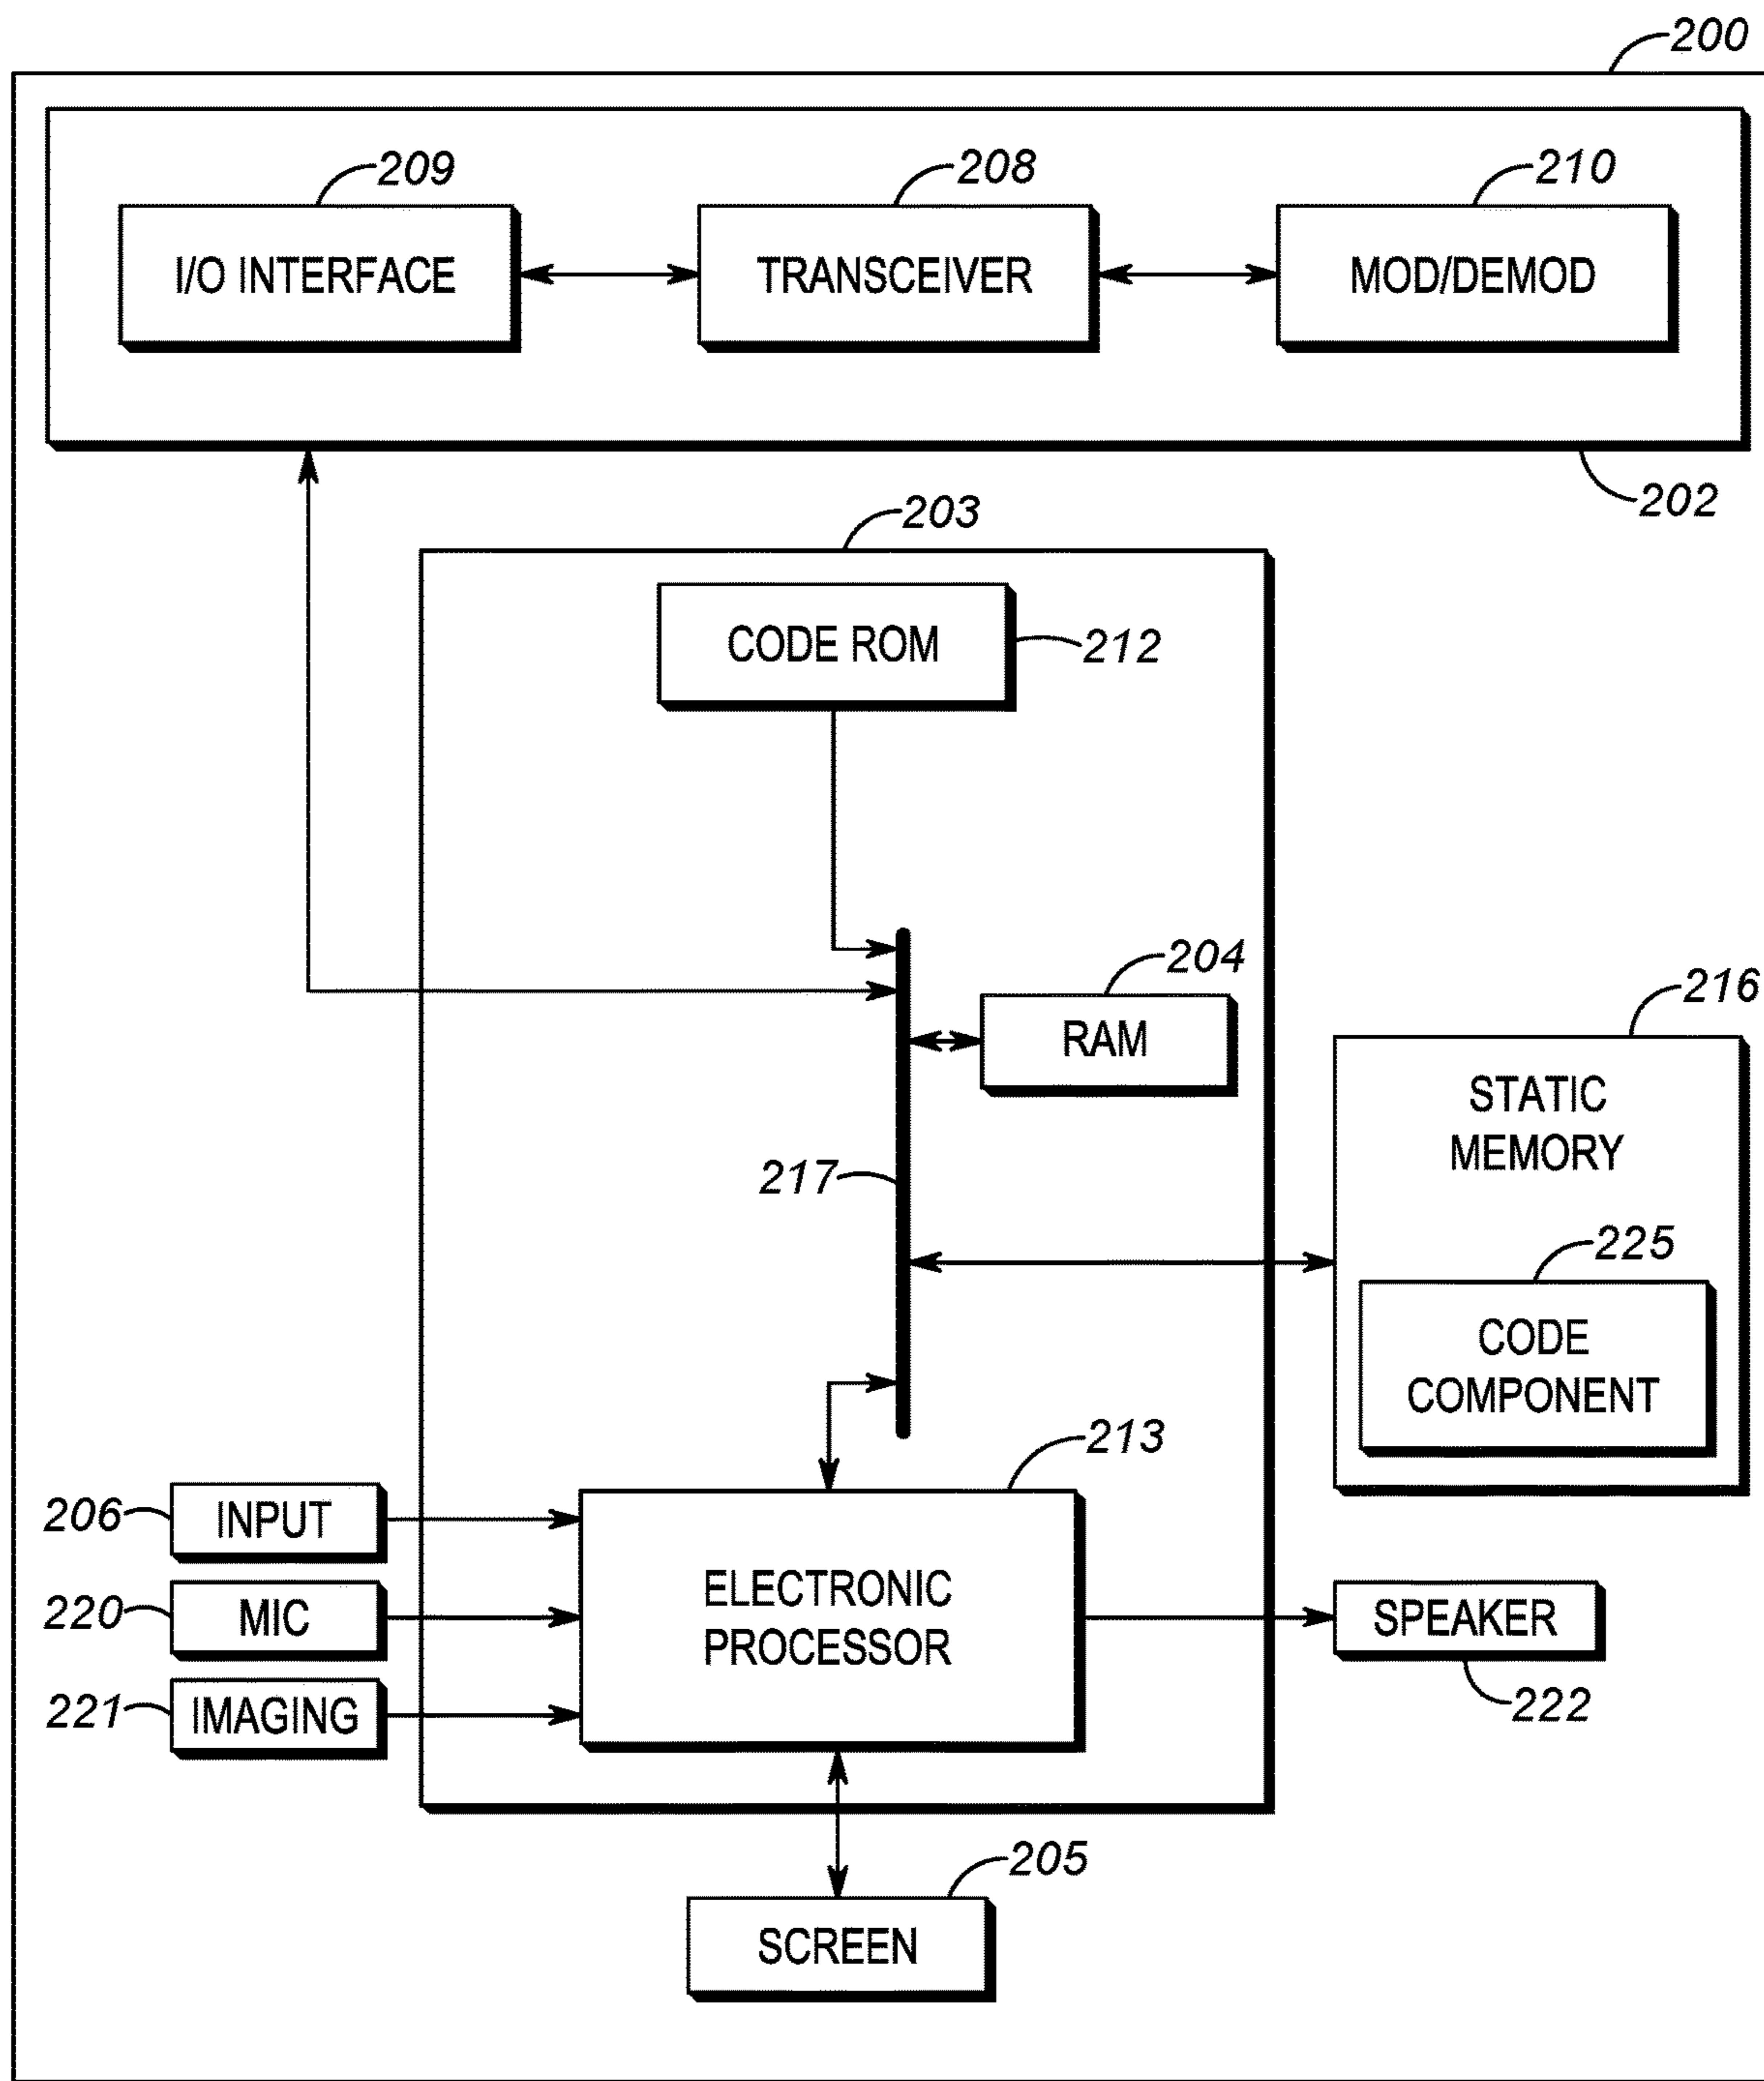 200
209
208
210
I/O INTERFACE
TRANSCEIVER
MOD/DEMOD
202
203
CODE ROM
212
204
RAM
216
STATIC
MEMORY
217
225
CODE
COMPONENT
213
206
INPUT
220
MIC
221
IMAGING
ELECTRONIC
PROCESSOR
SPEAKER
222
205
SCREEN